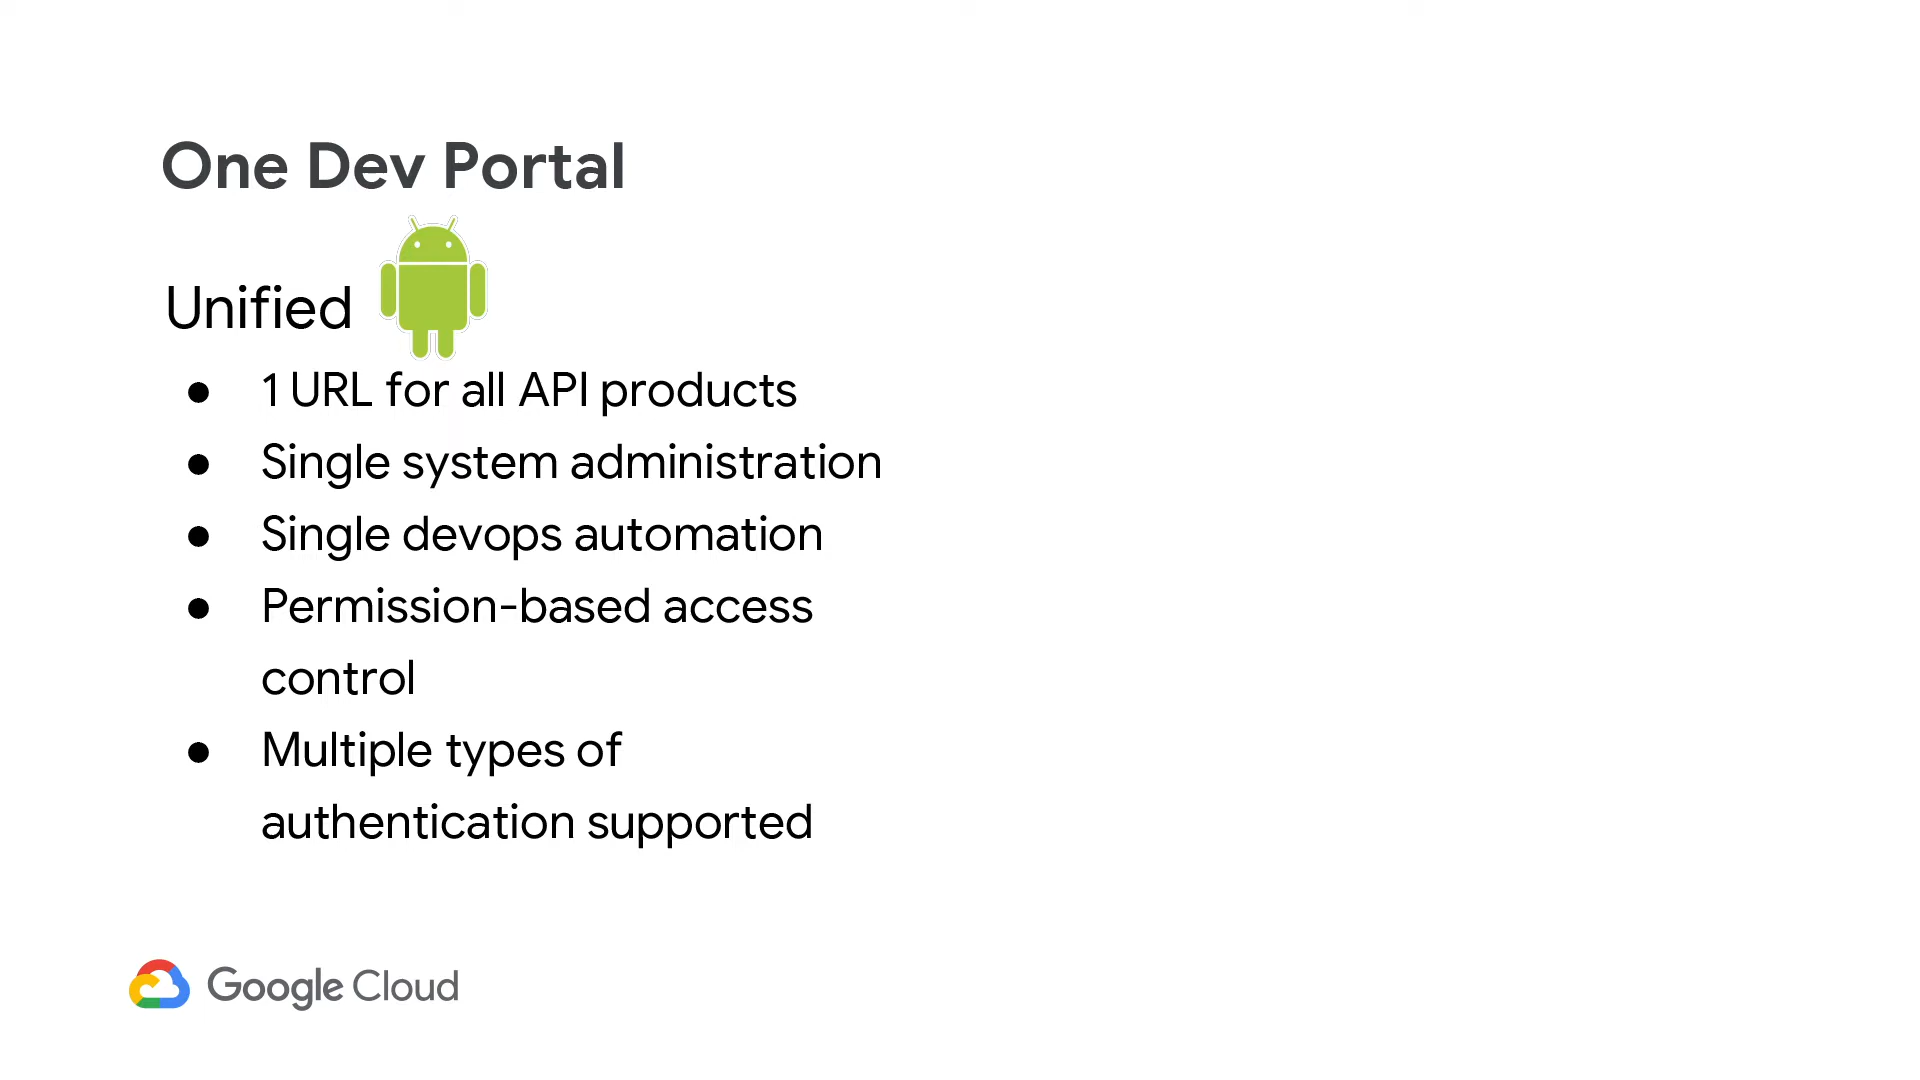 One Dev Portal
Unified
● 1 URL for all API products
● Single system administration
● Single devops automation
● Permission-based access
control
● Multiple types of
authentication supported
Google Cloud